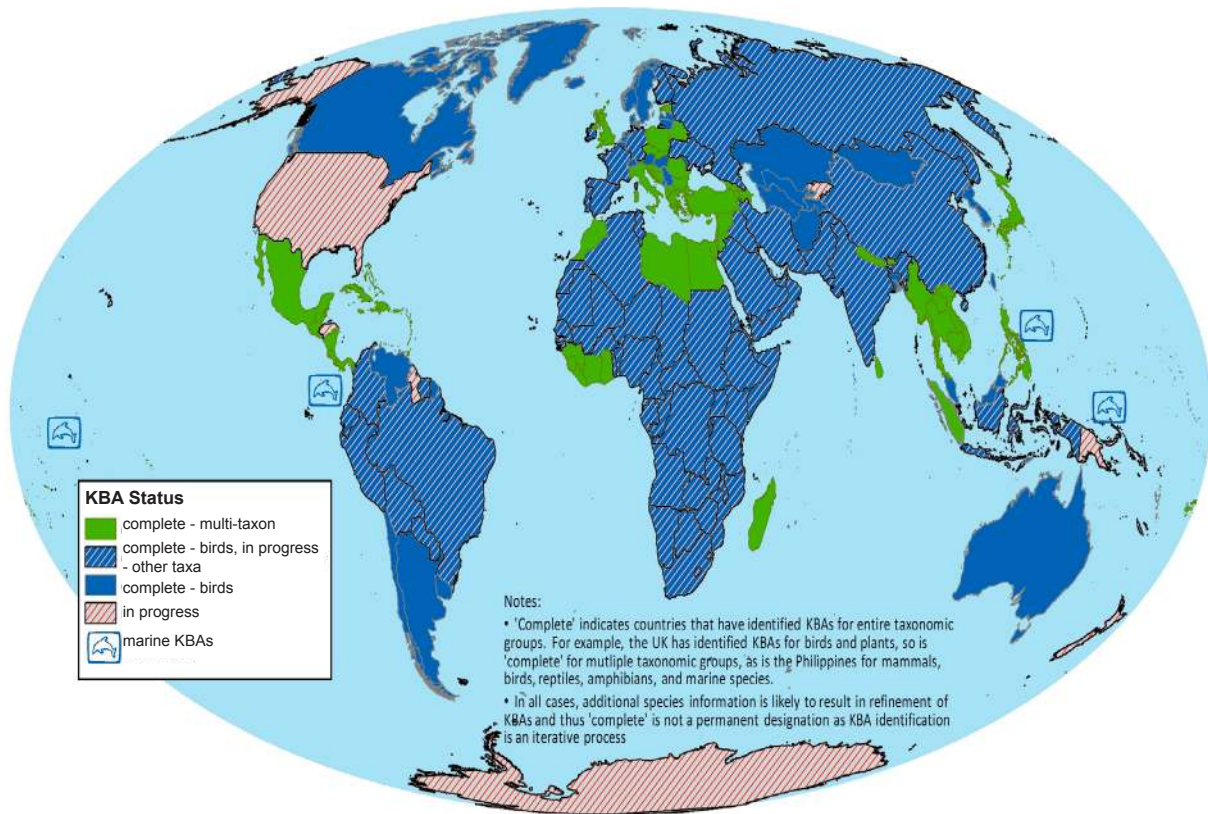 KBA Status
complete - multi-taxon
complete - birds, in progress
- other taxa
complete - birds
in progress
marine KBAs
Notes:
• 'Complete' indicates countries that have identified KBAs for entire taxonomic
groups. For example, the UK has identified KBAs for birds and plants, so is
'complete' for mutliple taxonomic groups, as is the Philippines for mammals,
birds, reptiles, amphibians, and marine species.
• In all cases, additional species information is likely to result in refinement of
KBAs and thus 'complete' is not a permanent designation as KBA identification
is an iterative process